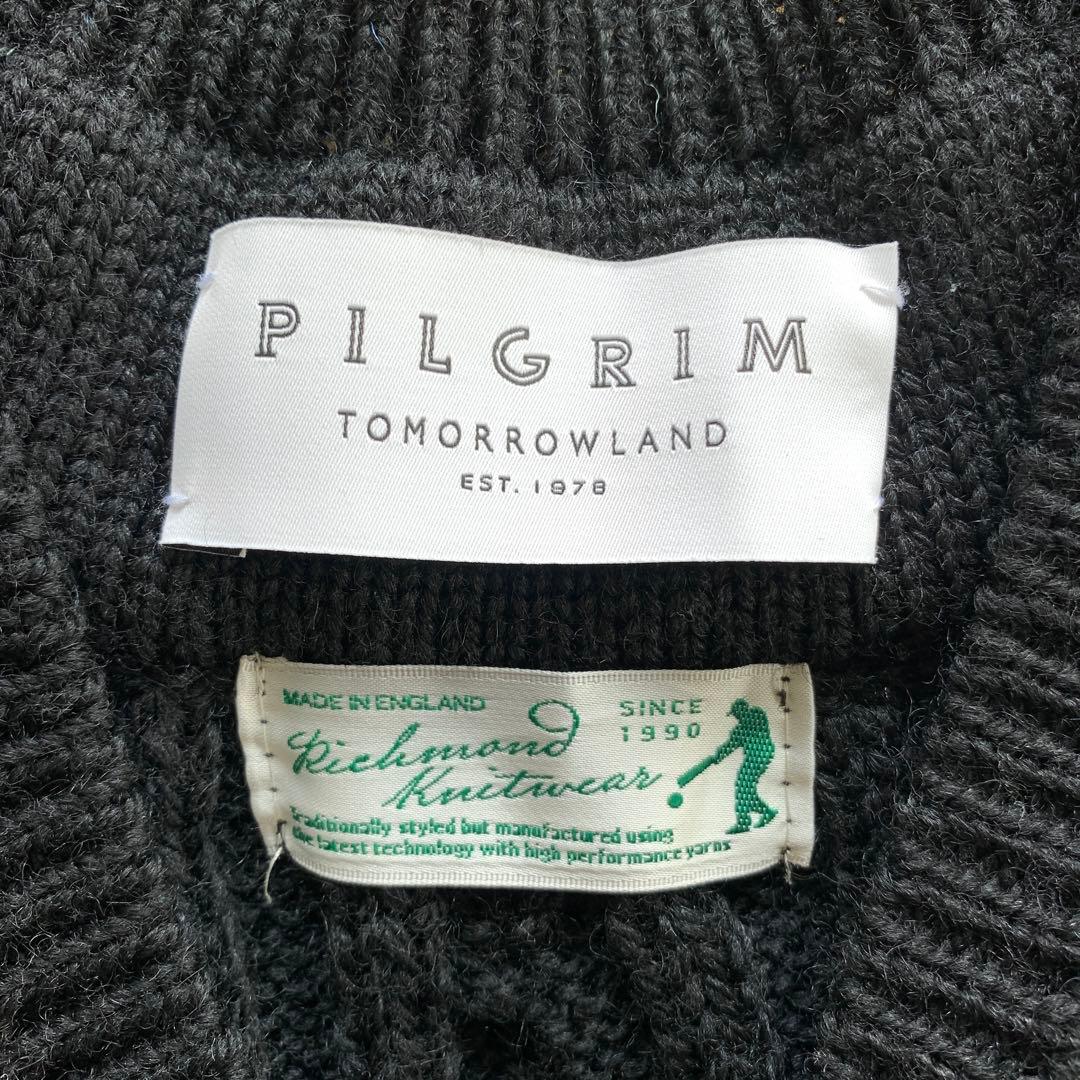 PILGRIM
TOMORROWLAND
EST. 1978
MADE IN ENGLAND
SINCE
1990
Richmond
Knitwear
traditionally styled but manufactured using
the latest technology with high performance yarns